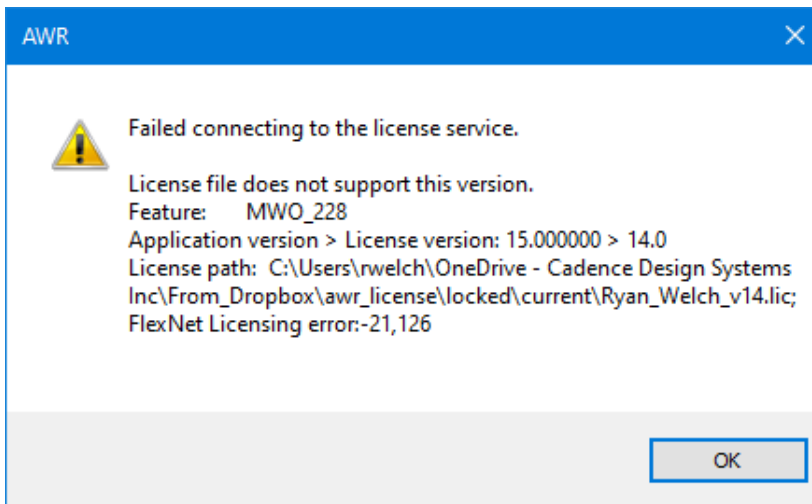 AWR
Failed connecting to the license service.
License file does not support this version.
Feature: MWO_228
Application version > License version: 15.000000 > 14.0
License path: C:\Users\rwelch\OneDrive - Cadence Design Systems
Inc\From_Dropbox\awr_license\locked\current\Ryan_Welch_v14.lic;
FlexNet Licensing error:-21,126
OK